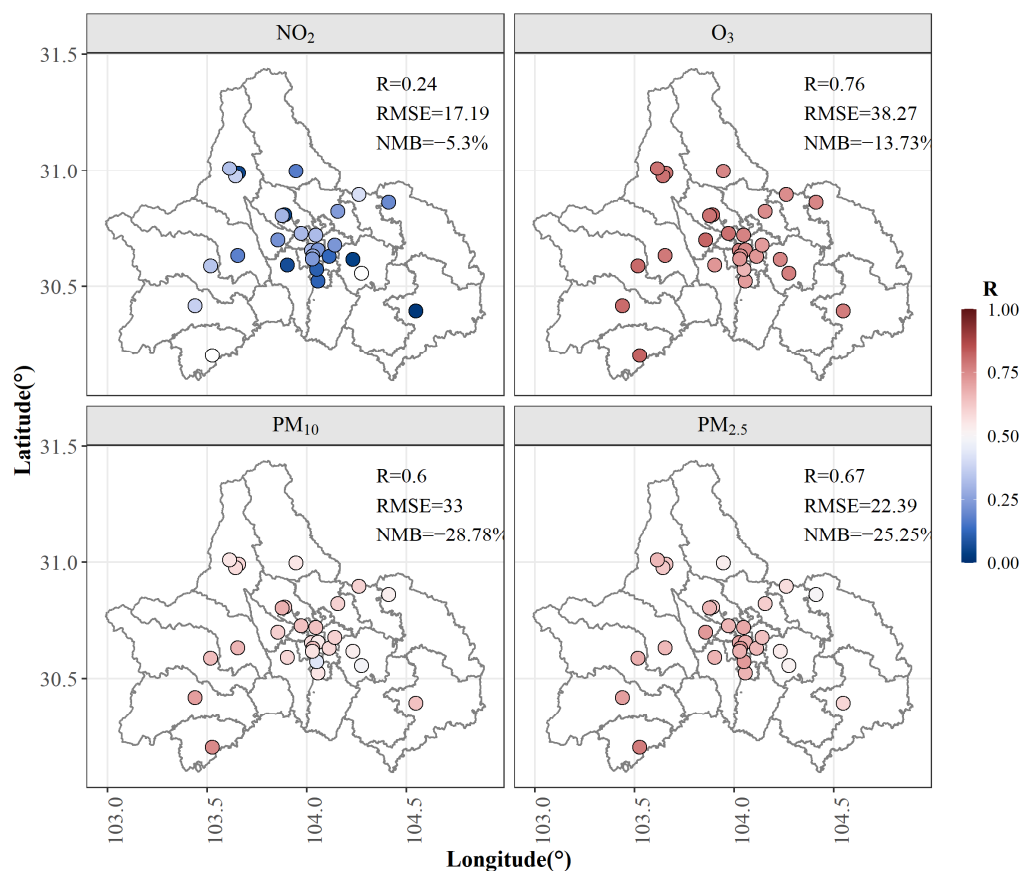 NO₂
O₃
31.5
R=0.24
RMSE=17.19
NMB=−5.3%
R=0.76
RMSE=38.27
NMB=−13.73%
31.0
30.5
PM₁₀
PM₂.₅
31.5
R=0.6
RMSE=33
NMB=−28.78%
R=0.67
RMSE=22.39
NMB=−25.25%
31.0
30.5
Latitude(°)
103.0
103.5
104.0
104.5
103.0
103.5
104.0
104.5
Longitude(°)
R
1.00
0.75
0.50
0.25
0.00